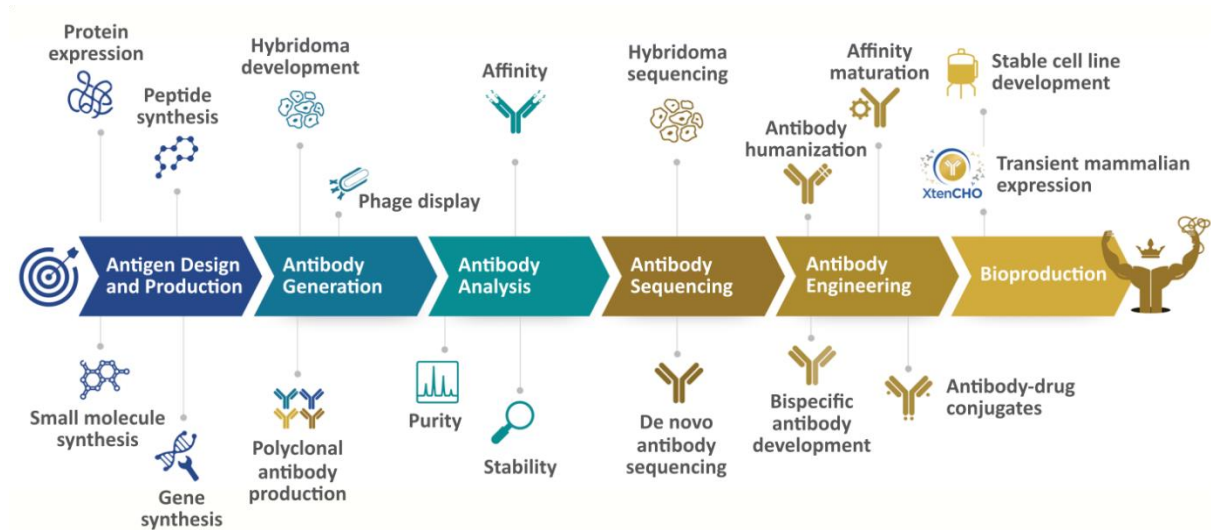 Protein
expression
Peptide
synthesis
Hybridoma
development
Phage display
Affinity
Hybridoma
sequencing
Antibody
humanization
Affinity
maturation
Stable cell line
development
XtenCHO
Transient mammalian
expression
Antigen Design
and Production
Antibody
Generation
Antibody
Analysis
Antibody
Sequencing
Antibody
Engineering
Bioproduction
Small molecule
synthesis
Gene
synthesis
Polyclonal
antibody
production
Purity
Stability
De novo
antibody
sequencing
Bispecific
antibody
development
Antibody-drug
conjugates